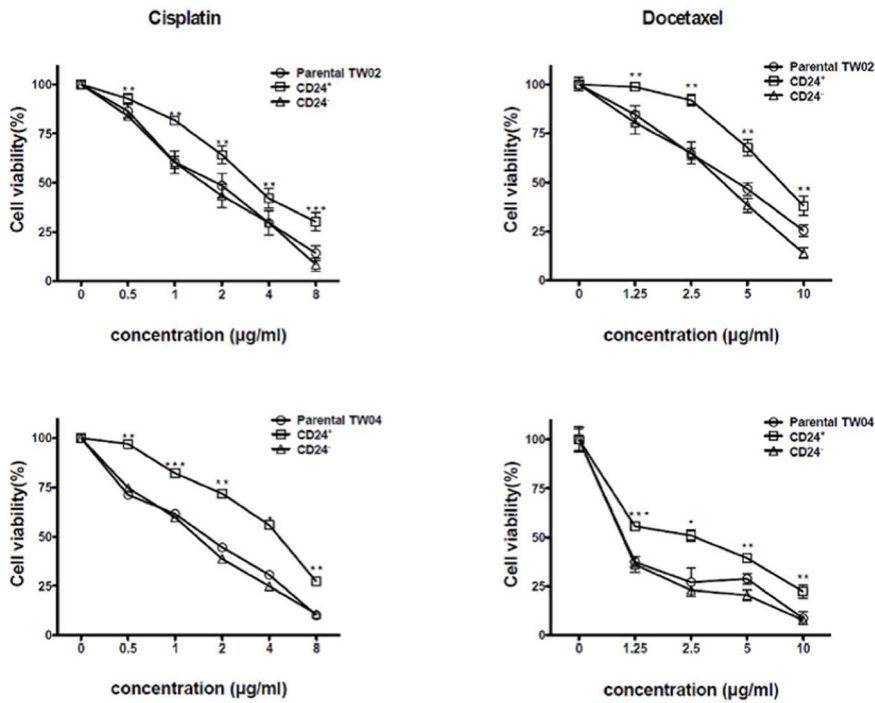 Cisplatin
Docetaxel
Parental TW02
CD24+
CD24-
Cell viability(%)
100
75
50
25
0
** ** ** ** ***
0 0.5 1 2 4 8
concentration (µg/ml)
Parental TW02
CD24+
CD24-
Cell viability(%)
100
75
50
25
0
** ** ** **
0 1.25 2.5 5 10
concentration (µg/ml)
Parental TW04
CD24+
CD24-
Cell viability(%)
100
75
50
25
0
** *** ** * **
0 0.5 1 2 4 8
concentration (µg/ml)
Parental TW04
CD24+
CD24-
Cell viability(%)
100
75
50
25
0
*** * ** **
0 1.25 2.5 5 10
concentration (µg/ml)